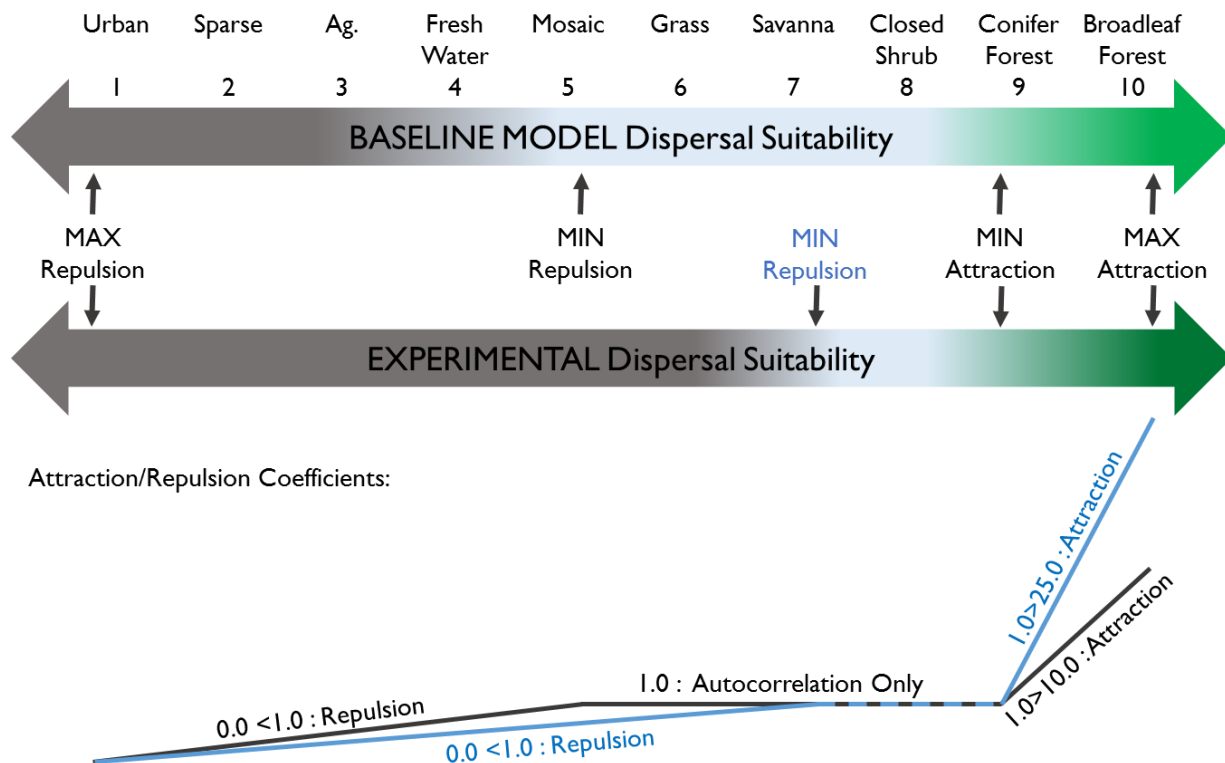 Urban Sparse Ag. Fresh Water Mosaic Grass Savanna Closed Shrub Conifer Forest Broadleaf Forest
1 2 3 4 5 6 7 8 9 10
BASELINE MODEL Dispersal Suitability
MAX Repulsion
MIN Repulsion
MIN Repulsion
MIN Attraction
MAX Attraction
EXPERIMENTAL Dispersal Suitability
Attraction/Repulsion Coefficients:
1.0>25.0 : Attraction
1.0>10.0 : Attraction
1.0 : Autocorrelation Only
0.0 <1.0 : Repulsion
0.0 <1.0 : Repulsion